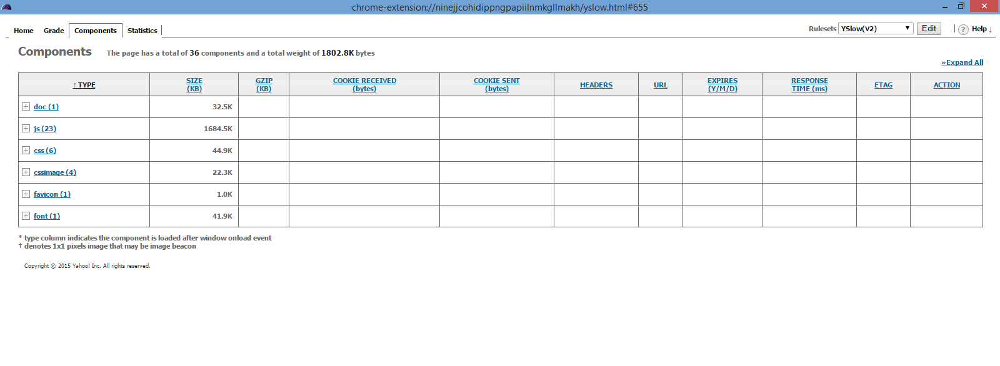 chrome-extension://ninejjcohidippngpapiilnmkgllmakh/yslow.html#655
Home Grade Components Statistics Rulesets YSlow(V2) Edit ? Help ↓
Components The page has a total of 36 components and a total weight of 1802.8K bytes
»Expand All
↑ TYPE SIZE (KB) GZIP (KB) COOKIE RECEIVED (bytes) COOKIE SENT (bytes) HEADERS URL EXPIRES (Y/M/D) RESPONSE TIME (ms) ETAG ACTION
doc (1) 32.5K
js (23) 1684.5K
css (6) 44.9K
cssimage (4) 22.3K
favicon (1) 1.0K
font (1) 41.9K
* type column indicates the component is loaded after window onload event
† denotes 1x1 pixels image that may be image beacon
Copyright © 2015 Yahoo! Inc. All rights reserved.